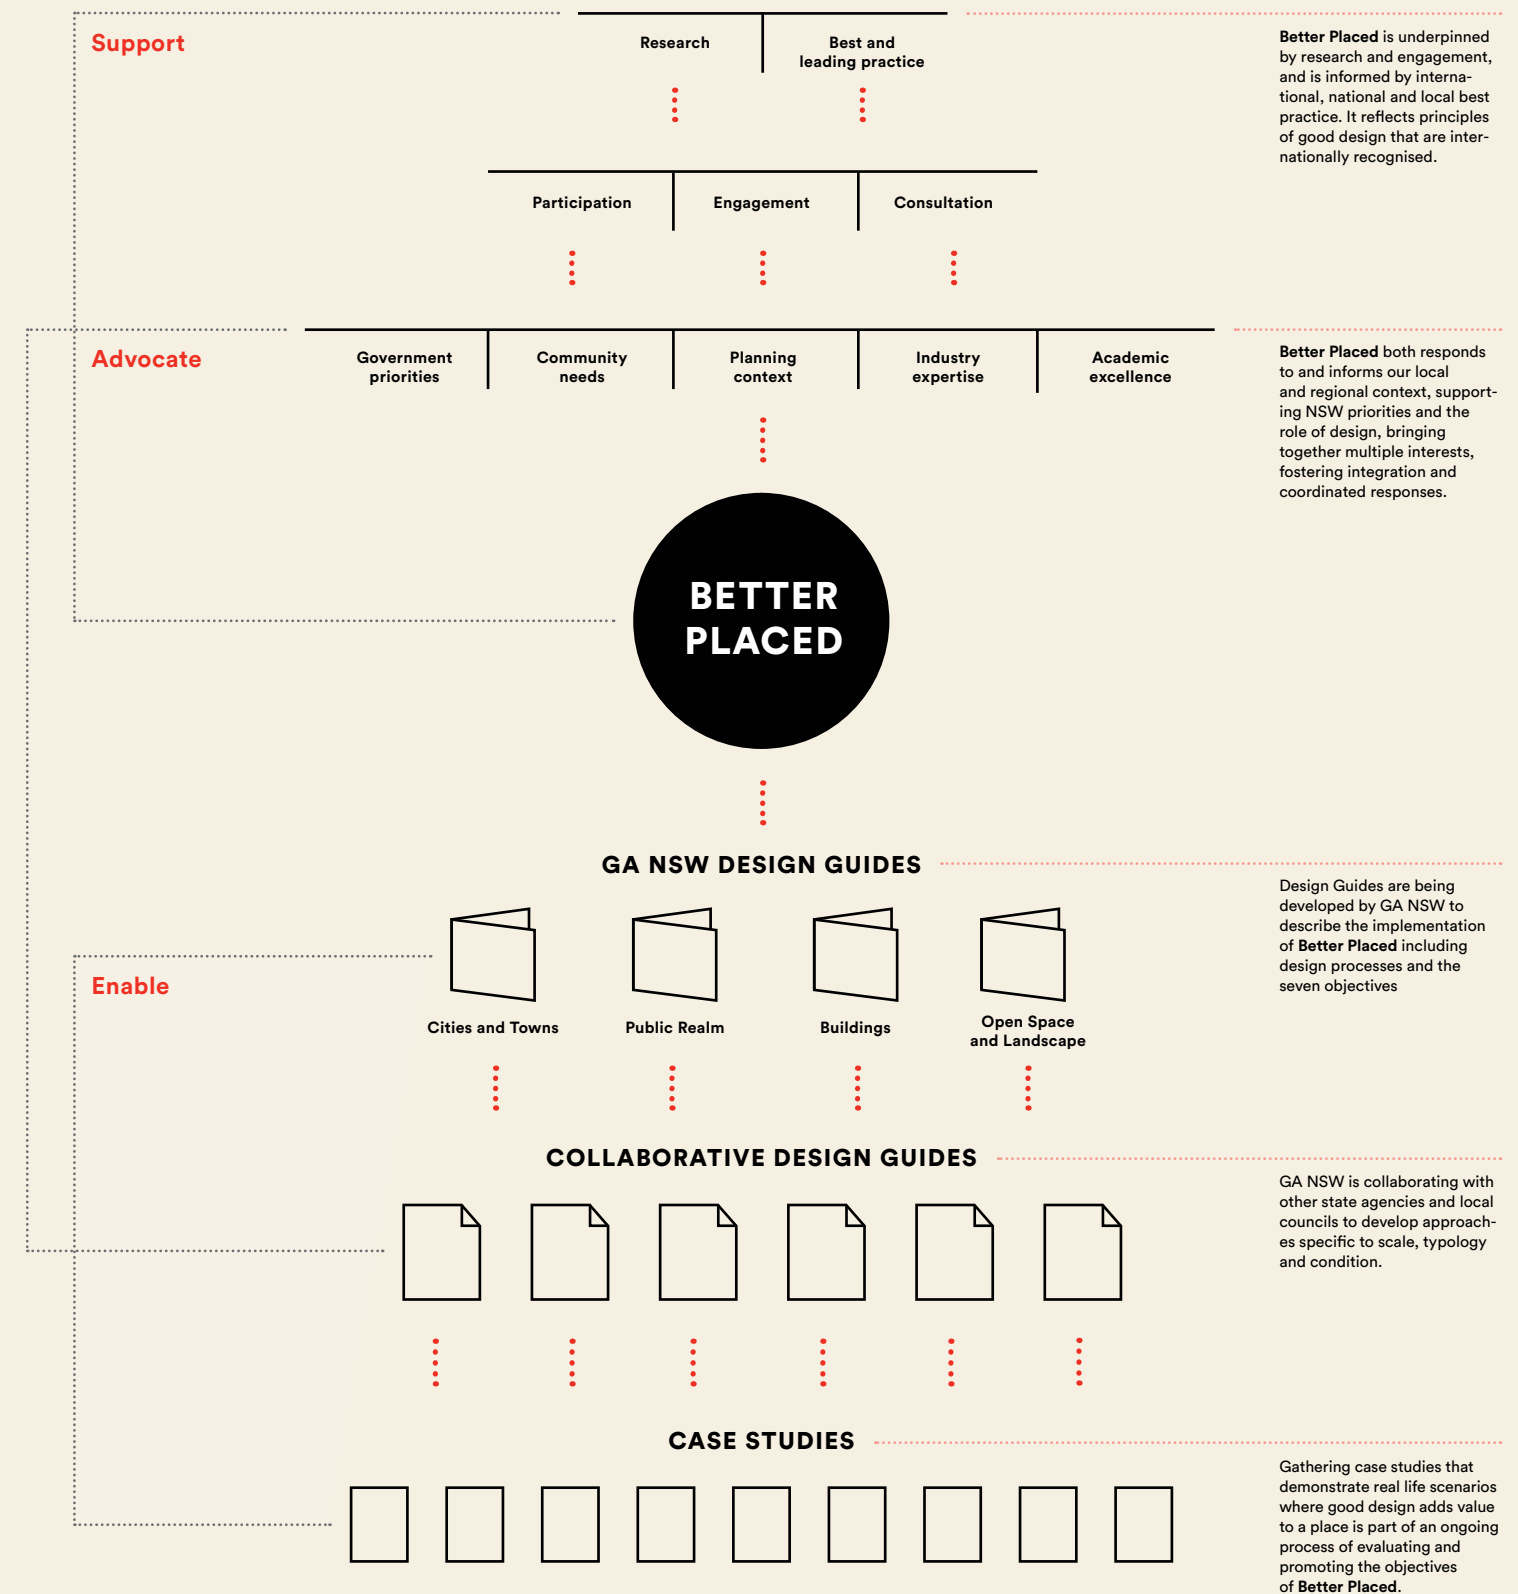 Support
Research
Best and
leading practice
Better Placed is underpinned
by research and engagement,
and is informed by interna-
tional, national and local best
practice. It reflects principles
of good design that are inter-
nationally recognised.
Participation
Engagement
Consultation
Advocate
Government
priorities
Community
needs
Planning
context
Industry
expertise
Academic
excellence
Better Placed both responds
to and informs our local
and regional context, support-
ing NSW priorities and the
role of design, bringing
together multiple interests,
fostering integration and
coordinated responses.
BETTER
PLACED
GA NSW DESIGN GUIDES
Design Guides are being
developed by GA NSW to
describe the implementation
of Better Placed including
design processes and the
seven objectives
Enable
Cities and Towns
Public Realm
Buildings
Open Space
and Landscape
COLLABORATIVE DESIGN GUIDES
GA NSW is collaborating with
other state agencies and local
councils to develop approach-
es specific to scale, typology
and condition.
CASE STUDIES
Gathering case studies that
demonstrate real life scenarios
where good design adds value
to a place is part of an ongoing
process of evaluating and
promoting the objectives
of Better Placed.